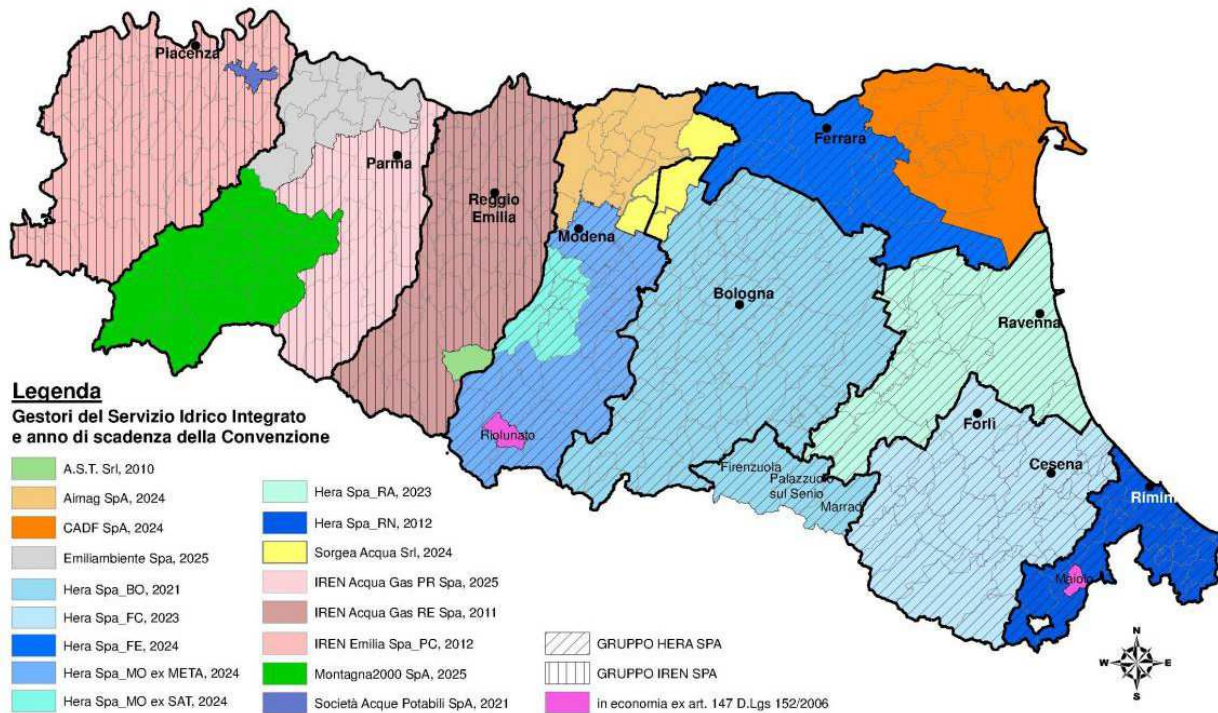 Piacenza
Parma
Reggio
Emilia
Modena
Ferrara
Bologna
Ravenna
Forlì
Cesena
Rimini
Riolunato
Firenzuola
Palazzuolo
sul Senio
Marradi
Maiolo
Legenda
Gestori del Servizio Idrico Integrato
e anno di scadenza della Convenzione
A.S.T. Srl, 2010
Aimag SpA, 2024
CADF SpA, 2024
Emiliambiente Spa, 2025
Hera Spa_BO, 2021
Hera Spa_FC, 2023
Hera Spa_FE, 2024
Hera Spa_MO ex META, 2024
Hera Spa_MO ex SAT, 2024
Hera Spa_RA, 2023
Hera Spa_RN, 2012
Sorgea Acqua Srl, 2024
IREN Acqua Gas PR Spa, 2025
IREN Acqua Gas RE Spa, 2011
IREN Emilia Spa_PC, 2012
Montagna2000 SpA, 2025
Società Acque Potabili SpA, 2021
GRUPPO HERA SPA
GRUPPO IREN SPA
in economia ex art. 147 D.Lgs 152/2006
N
W E
S